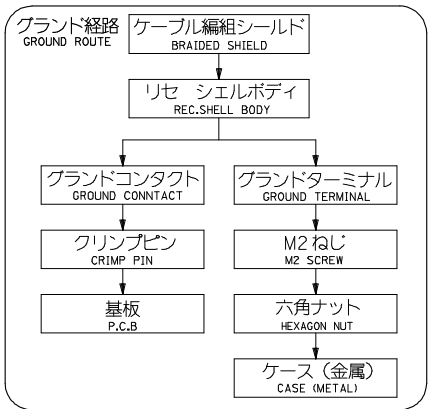 グランド経路
GROUND ROUTE
ケーブル編組シールド
BRAIDED SHIELD
リセ シェルボディ
REC.SHELL BODY
グランドコンタクト
GROUND CONNTACT
グランドターミナル
GROUND TERMINAL
クリンプピン
CRIMP PIN
M2ねじ
M2 SCREW
基板
P.C.B
六角ナット
HEXAGON NUT
ケース (金属)
CASE (METAL)